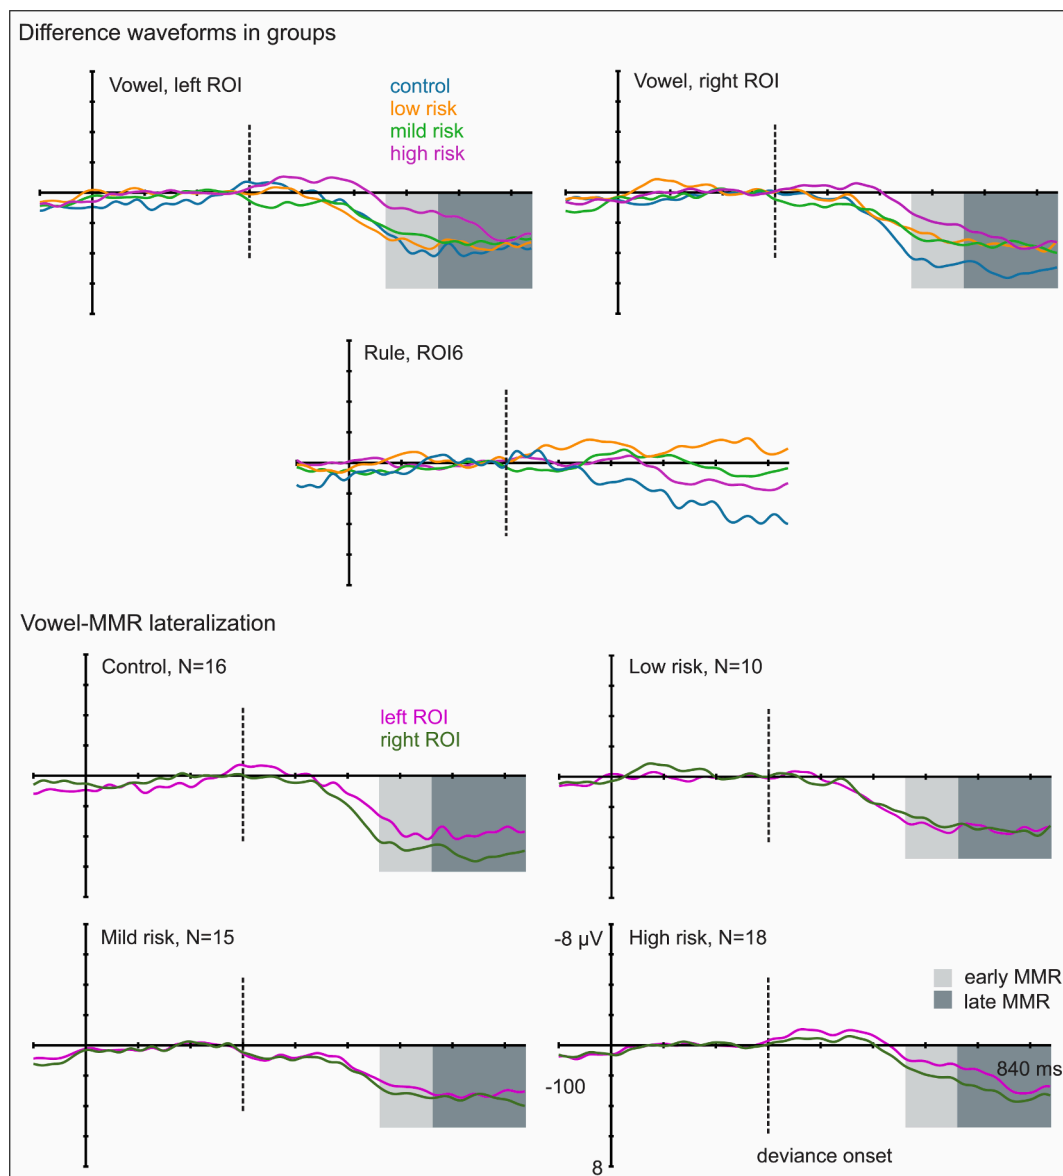 Difference waveforms in groups
Vowel, left ROI
control
low risk
mild risk
high risk
Vowel, right ROI
Rule, ROI6
Vowel-MMR lateralization
Control, N=16
left ROI
right ROI
Low risk, N=10
Mild risk, N=15
-8 µV
High risk, N=18
early MMR
late MMR
840 ms
-100
deviance onset
8